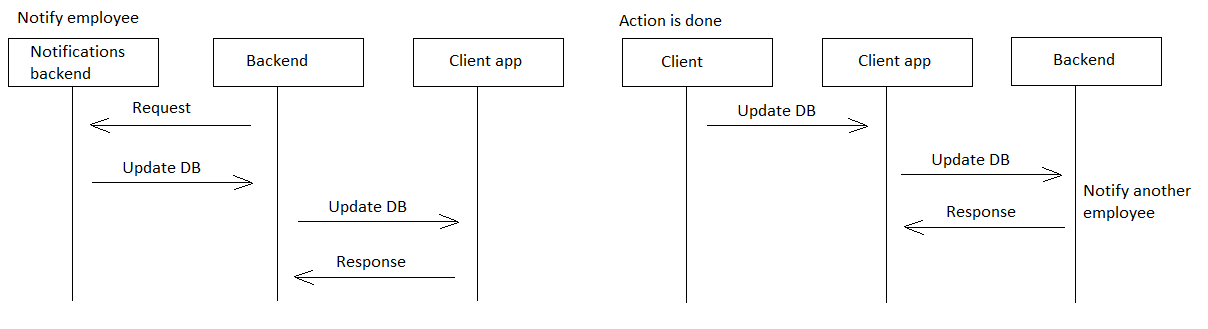 Notify employee
Notifications
backend
Backend
Client app
Request
Update DB
Update DB
Response
Action is done
Client
Client app
Backend
Update DB
Update DB
Response
Notify another
employee